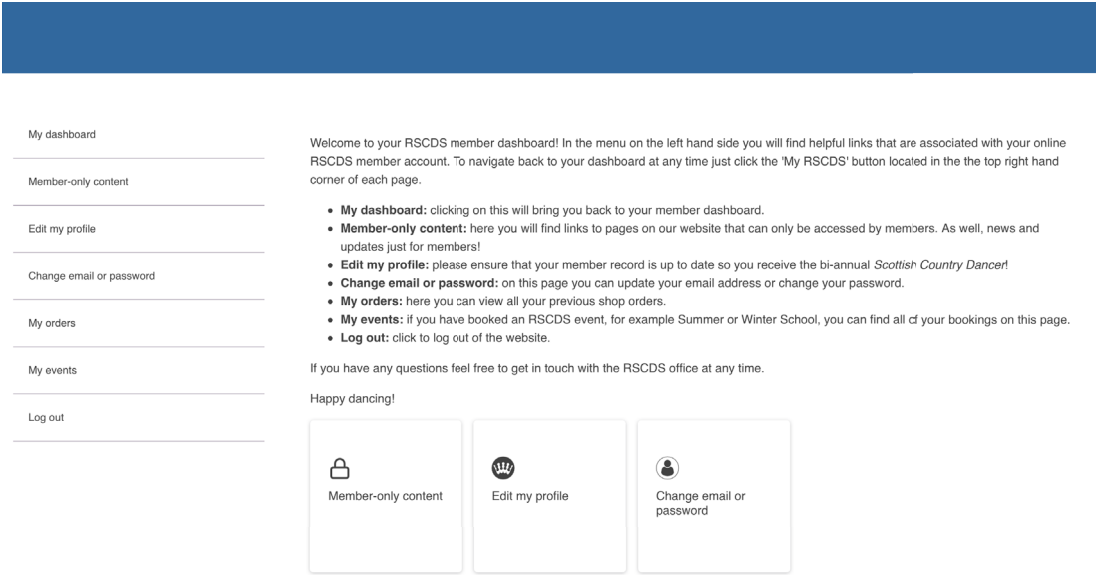 My dashboard
Member-only content
Edit my profile
Change email or password
My orders
My events
Log out
Welcome to your RSCDS member dashboard! In the menu on the left hand side you will find helpful links that are associated with your online
RSCDS member account. To navigate back to your dashboard at any time just click the 'My RSCDS' button located in the the top right hand
corner of each page.
• My dashboard: clicking on this will bring you back to your member dashboard.
• Member-only content: here you will find links to pages on our website that can only be accessed by members. As well, news and
updates just for members!
• Edit my profile: please ensure that your member record is up to date so you receive the bi-annual Scottish Country Dancer!
• Change email or password: on this page you can update your email address or change your password.
• My orders: here you can view all your previous shop orders.
• My events: if you have booked an RSCDS event, for example Summer or Winter School, you can find all of your bookings on this page.
• Log out: click to log out of the website.
If you have any questions feel free to get in touch with the RSCDS office at any time.
Happy dancing!
Member-only content
Edit my profile
Change email or
password